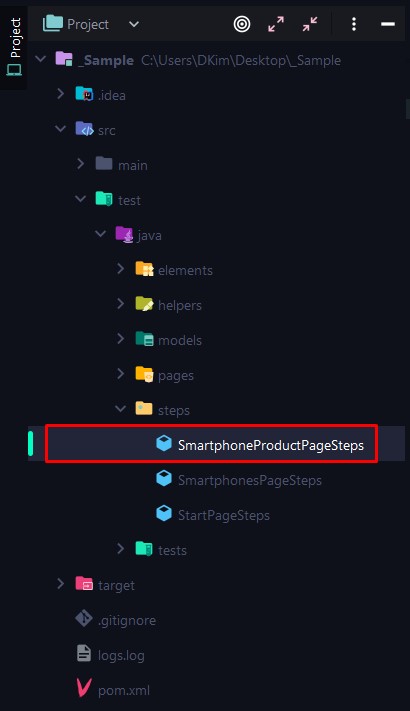 Project
Project
_Sample C:\Users\DKim\Desktop\_Sample
.idea
src
main
test
java
elements
helpers
models
pages
steps
SmartphoneProductPageSteps
SmartphonesPageSteps
StartPageSteps
tests
target
.gitignore
logs.log
pom.xml